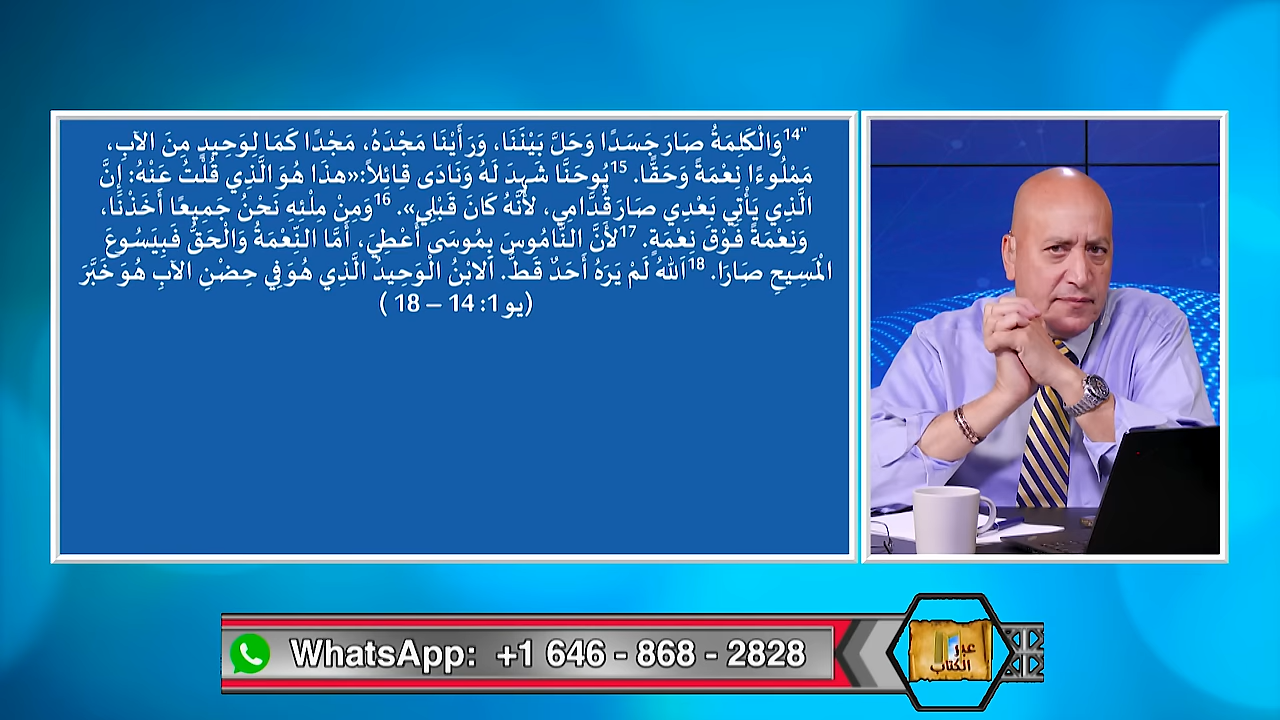 "14وَالْكَلِمَةُ صَارَ جَسَدًا وَحَلَّ بَيْنَنَا، وَرَأَيْنَا مَجْدَهُ، مَجْدًا كَمَا لِوَحِيدٍ مِنَ الآبِ،
مَمْلُوءًا نِعْمَةً وَحَقًّا. 15يُوحَنَّا شَهِدَ لَهُ وَنَادَى قِائِلاً:«هذَا هُوَ الَّذِي قُلْتُ عَنْهُ: إِنَّ
الَّذِي يَأْتِي بَعْدِي صَارَ قُدَّامِي، لأَنَّهُ كَانَ قَبْلِي». 16وَمِنْ مِلْئِهِ نَحْنُ جَمِيعًا أَخَذْنَا،
وَنِعْمَةً فَوْقَ نِعْمَةٍ. 17لأَنَّ النَّامُوسَ بِمُوسَى أُعْطِيَ، أَمَّا النِّعْمَةُ وَالْحَقُّ فَبِيَسُوعَ
الْمَسِيحِ صَارَا. 18اَللهُ لَمْ يَرَهُ أَحَدٌ قَطُّ. اَلابْنُ الْوَحِيدُ الَّذِي هُوَ فِي حِضْنِ الآبِ هُوَ خَبَّرَ
(يو 1: 14 – 18 )
WhatsApp: +1 646 - 868 - 2828
عبر
الكتاب